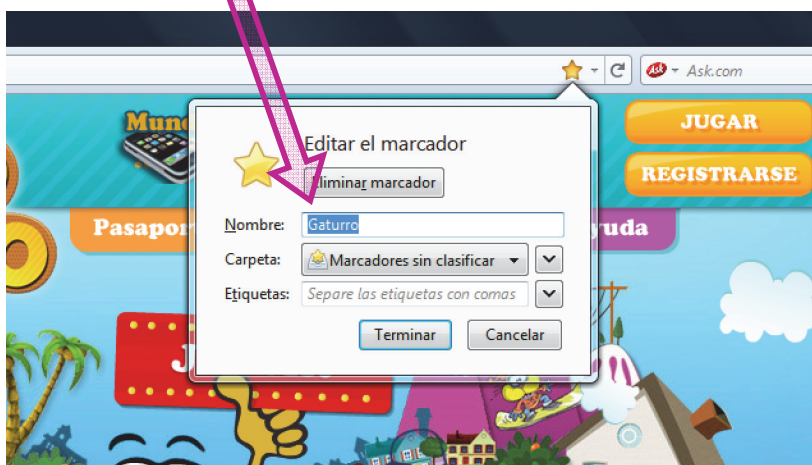 Ask Ask.com
Editar el marcador
Eliminar marcador
JUGAR
REGISTRARSE
Nombre: Gaturro
Carpeta: Marcadores sin clasificar
Etiquetas: Separe las etiquetas con comas
Terminar Cancelar